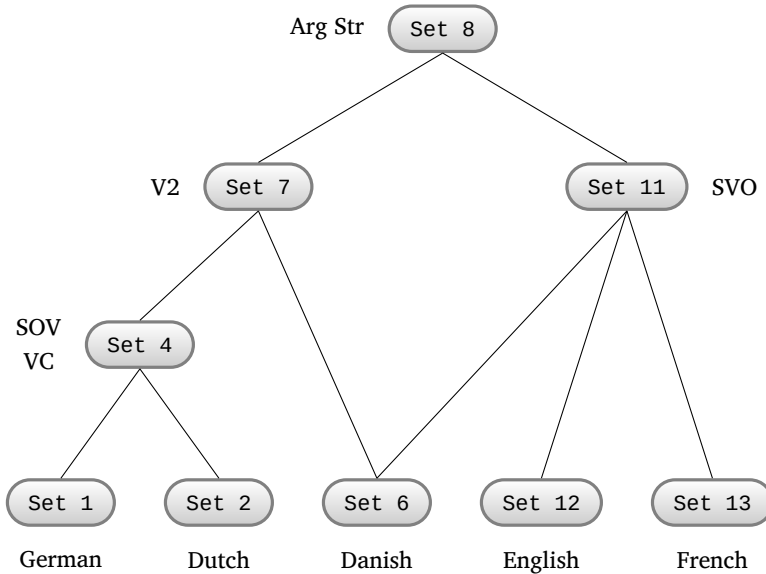 Arg Str Set 8
V2 Set 7 Set 11 SVO
SOV
VC
Set 4
Set 1 Set 2 Set 6 Set 12 Set 13
German Dutch Danish English French